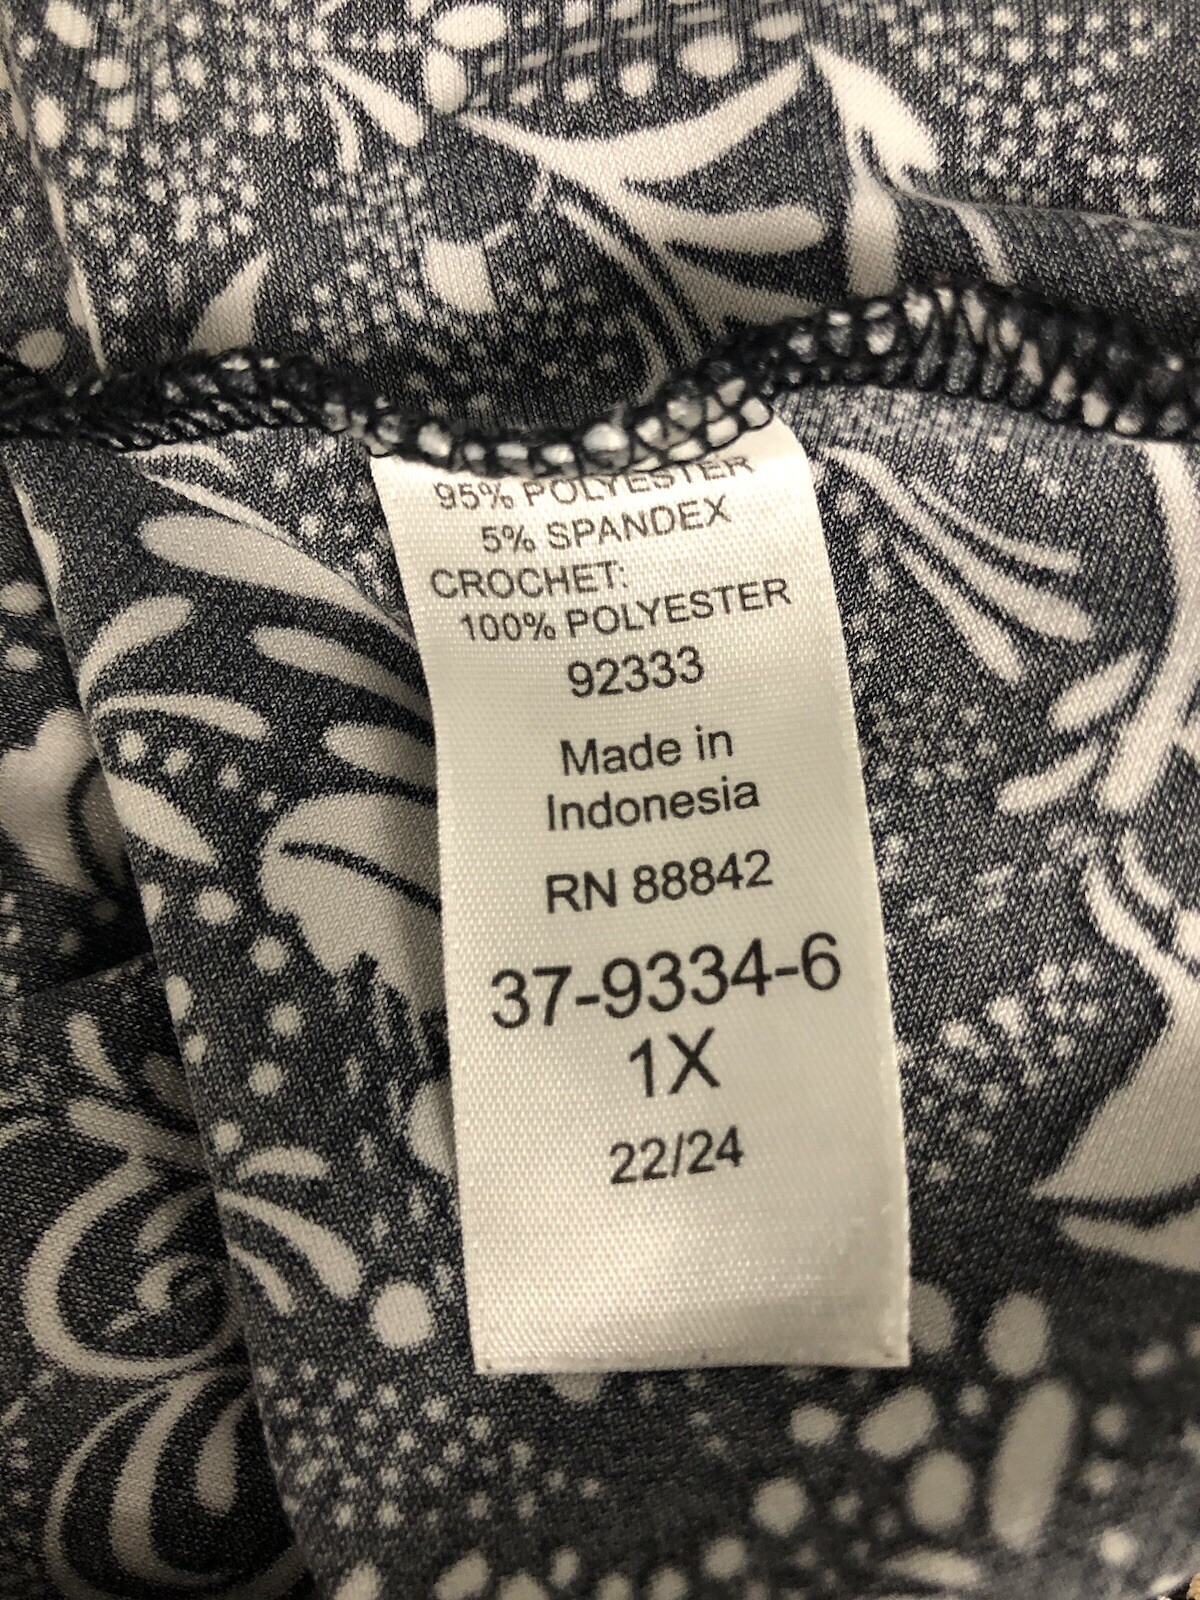 95% POLYESTER
5% SPANDEX
CROCHET:
100% POLYESTER
92333
Made in
Indonesia
RN 88842
37-9334-6
1X
22/24